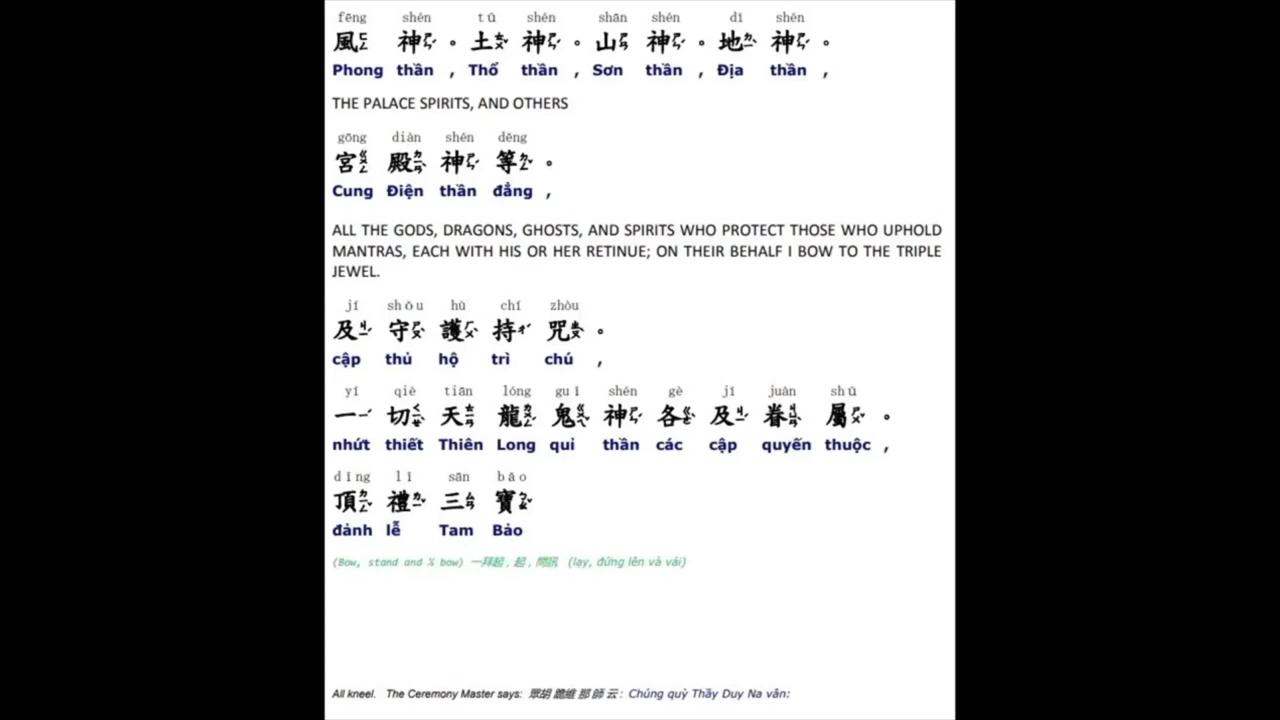 fēng shén tǔ shén shān shén dì shén
風 神 。 土 神 。 山 神 。 地 神 。
Phong thần , Thổ thần , Sơn thần , Địa thần ,
THE PALACE SPIRITS, AND OTHERS
gōng diàn shén děng
宮 殿 神 等 。
Cung Điện thần đẳng ,
ALL THE GODS, DRAGONS, GHOSTS, AND SPIRITS WHO PROTECT THOSE WHO UPHOLD
MANTRAS, EACH WITH HIS OR HER RETINUE; ON THEIR BEHALF I BOW TO THE TRIPLE
JEWEL.
jí shǒu hù chí zhòu
及 守 護 持 咒 。
cập thủ hộ trì chú ,
yí qiè tiān lóng guǐ shén gè jí juàn shǔ
一 切 天 龍 鬼 神 各 及 眷 屬 。
nhứt thiết Thiên Long qui thần các cập quyến thuộc ,
dǐng lǐ sān bǎo
頂 禮 三 寶
đảnh lễ Tam Bảo
(Bow, stand and ½ bow) 一拜起 , 起 , 問訊 (lạy, đứng lên và vái)
All kneel. The Ceremony Master says: 眾胡 跪維 那 師 云 : Chúng quỳ Thầy Duy Na vân: